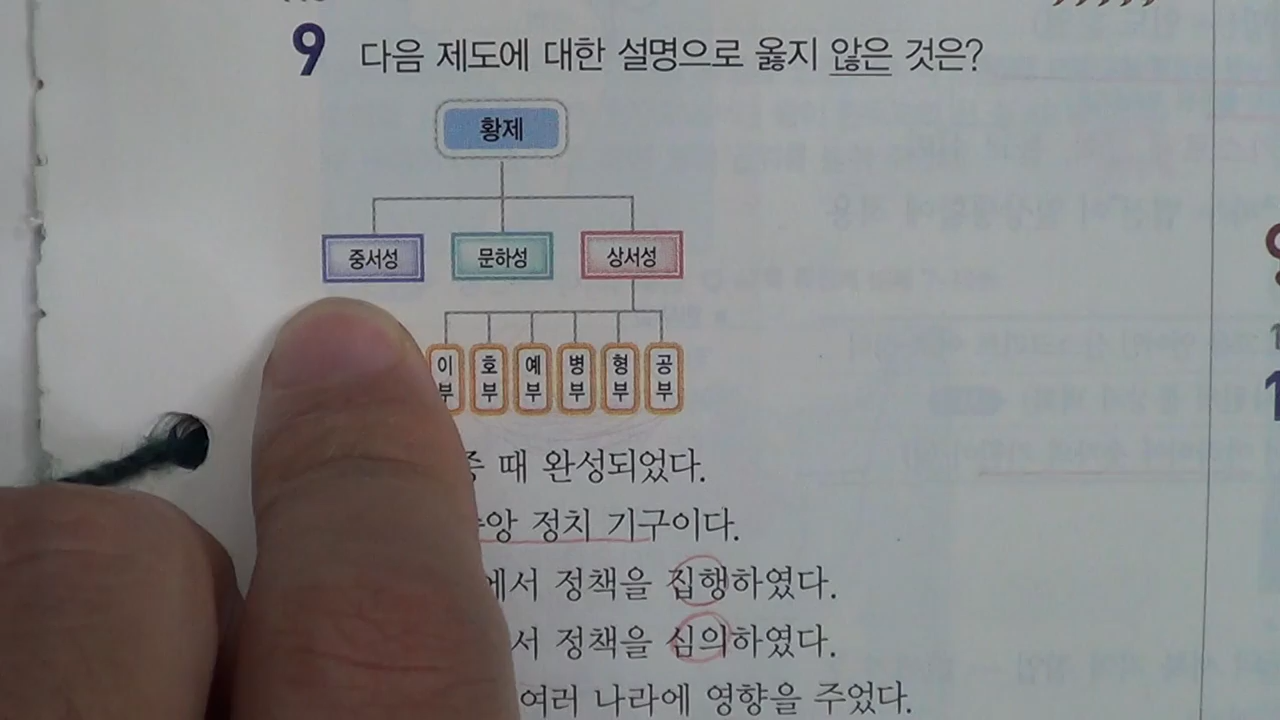 9 다음 제도에 대한 설명으로 옳지 않은 것은?
황제
중서성 문하성 상서성
이부 호부 예부 병부 형부 공부
때 완성되었다.
정치 기구이다.
에서 정책을 집행하였다.
서 정책을 심의하였다.
여러 나라에 영향을 주었다.